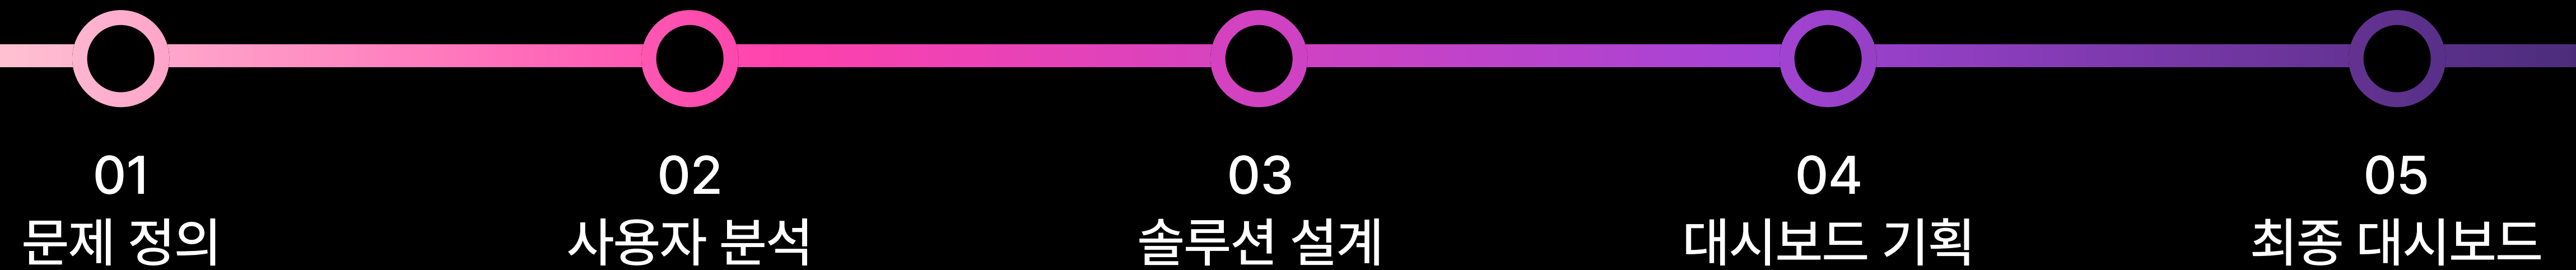 01
문제 정의
02
사용자 분석
03
솔루션 설계
04
대시보드 기획
05
최종 대시보드